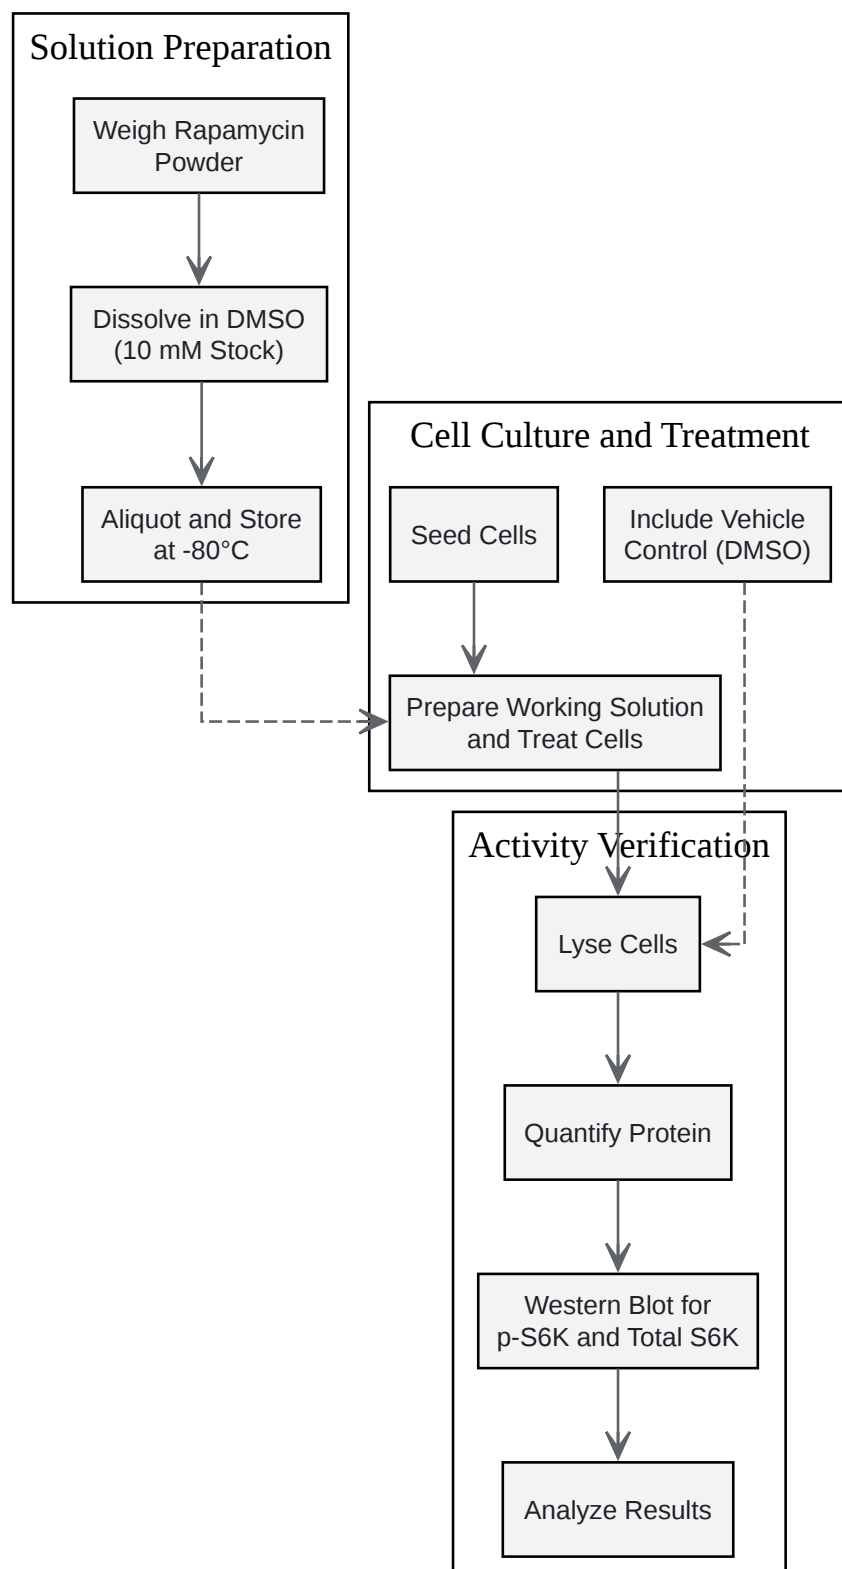 Solution Preparation
Weigh Rapamycin
Powder
Dissolve in DMSO
(10 mM Stock)
Aliquot and Store
at -80°C
Cell Culture and Treatment
Seed Cells
Include Vehicle
Control (DMSO)
Prepare Working Solution
and Treat Cells
Activity Verification
Lyse Cells
Quantify Protein
Western Blot for
p-S6K and Total S6K
Analyze Results